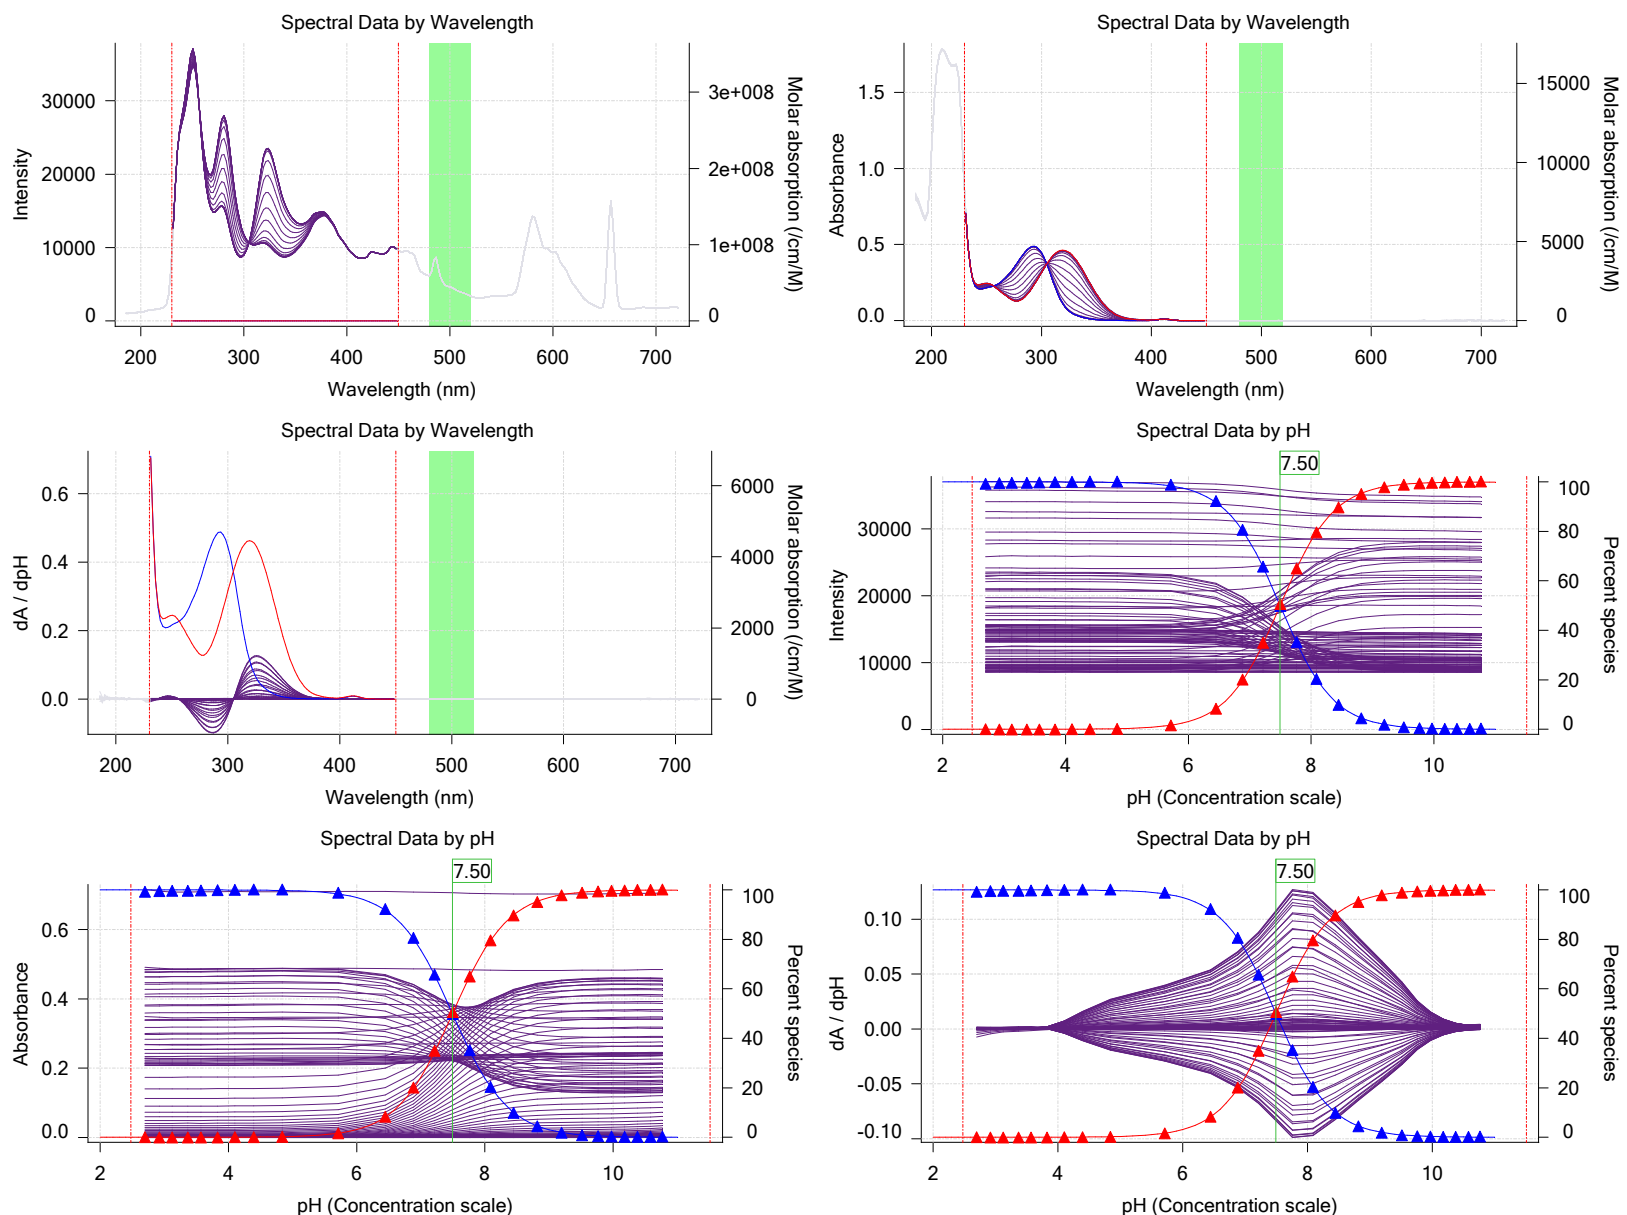 Spectral Data by Wavelength
Intensity
30000
20000
10000
0
3e+008
2e+008
1e+008
0
Molar absorption (/cm/M)
200 300 400 500 600 700
Wavelength (nm)
Spectral Data by Wavelength
Absorbance
1.5
1.0
0.5
0.0
15000
10000
5000
0
Molar absorption (/cm/M)
200 300 400 500 600 700
Wavelength (nm)
Spectral Data by Wavelength
dA / dpH
0.6
0.4
0.2
0.0
6000
4000
2000
0
Molar absorption (/cm/M)
200 300 400 500 600 700
Wavelength (nm)
Spectral Data by pH
7.50
Intensity
30000
20000
10000
0
100
80
60
40
20
0
Percent species
2 4 6 8 10
pH (Concentration scale)
Spectral Data by pH
7.50
Absorbance
0.6
0.4
0.2
0.0
100
80
60
40
20
0
Percent species
2 4 6 8 10
pH (Concentration scale)
Spectral Data by pH
7.50
dA / dpH
0.10
0.05
0.00
-0.05
-0.10
100
80
60
40
20
0
Percent species
2 4 6 8 10
pH (Concentration scale)